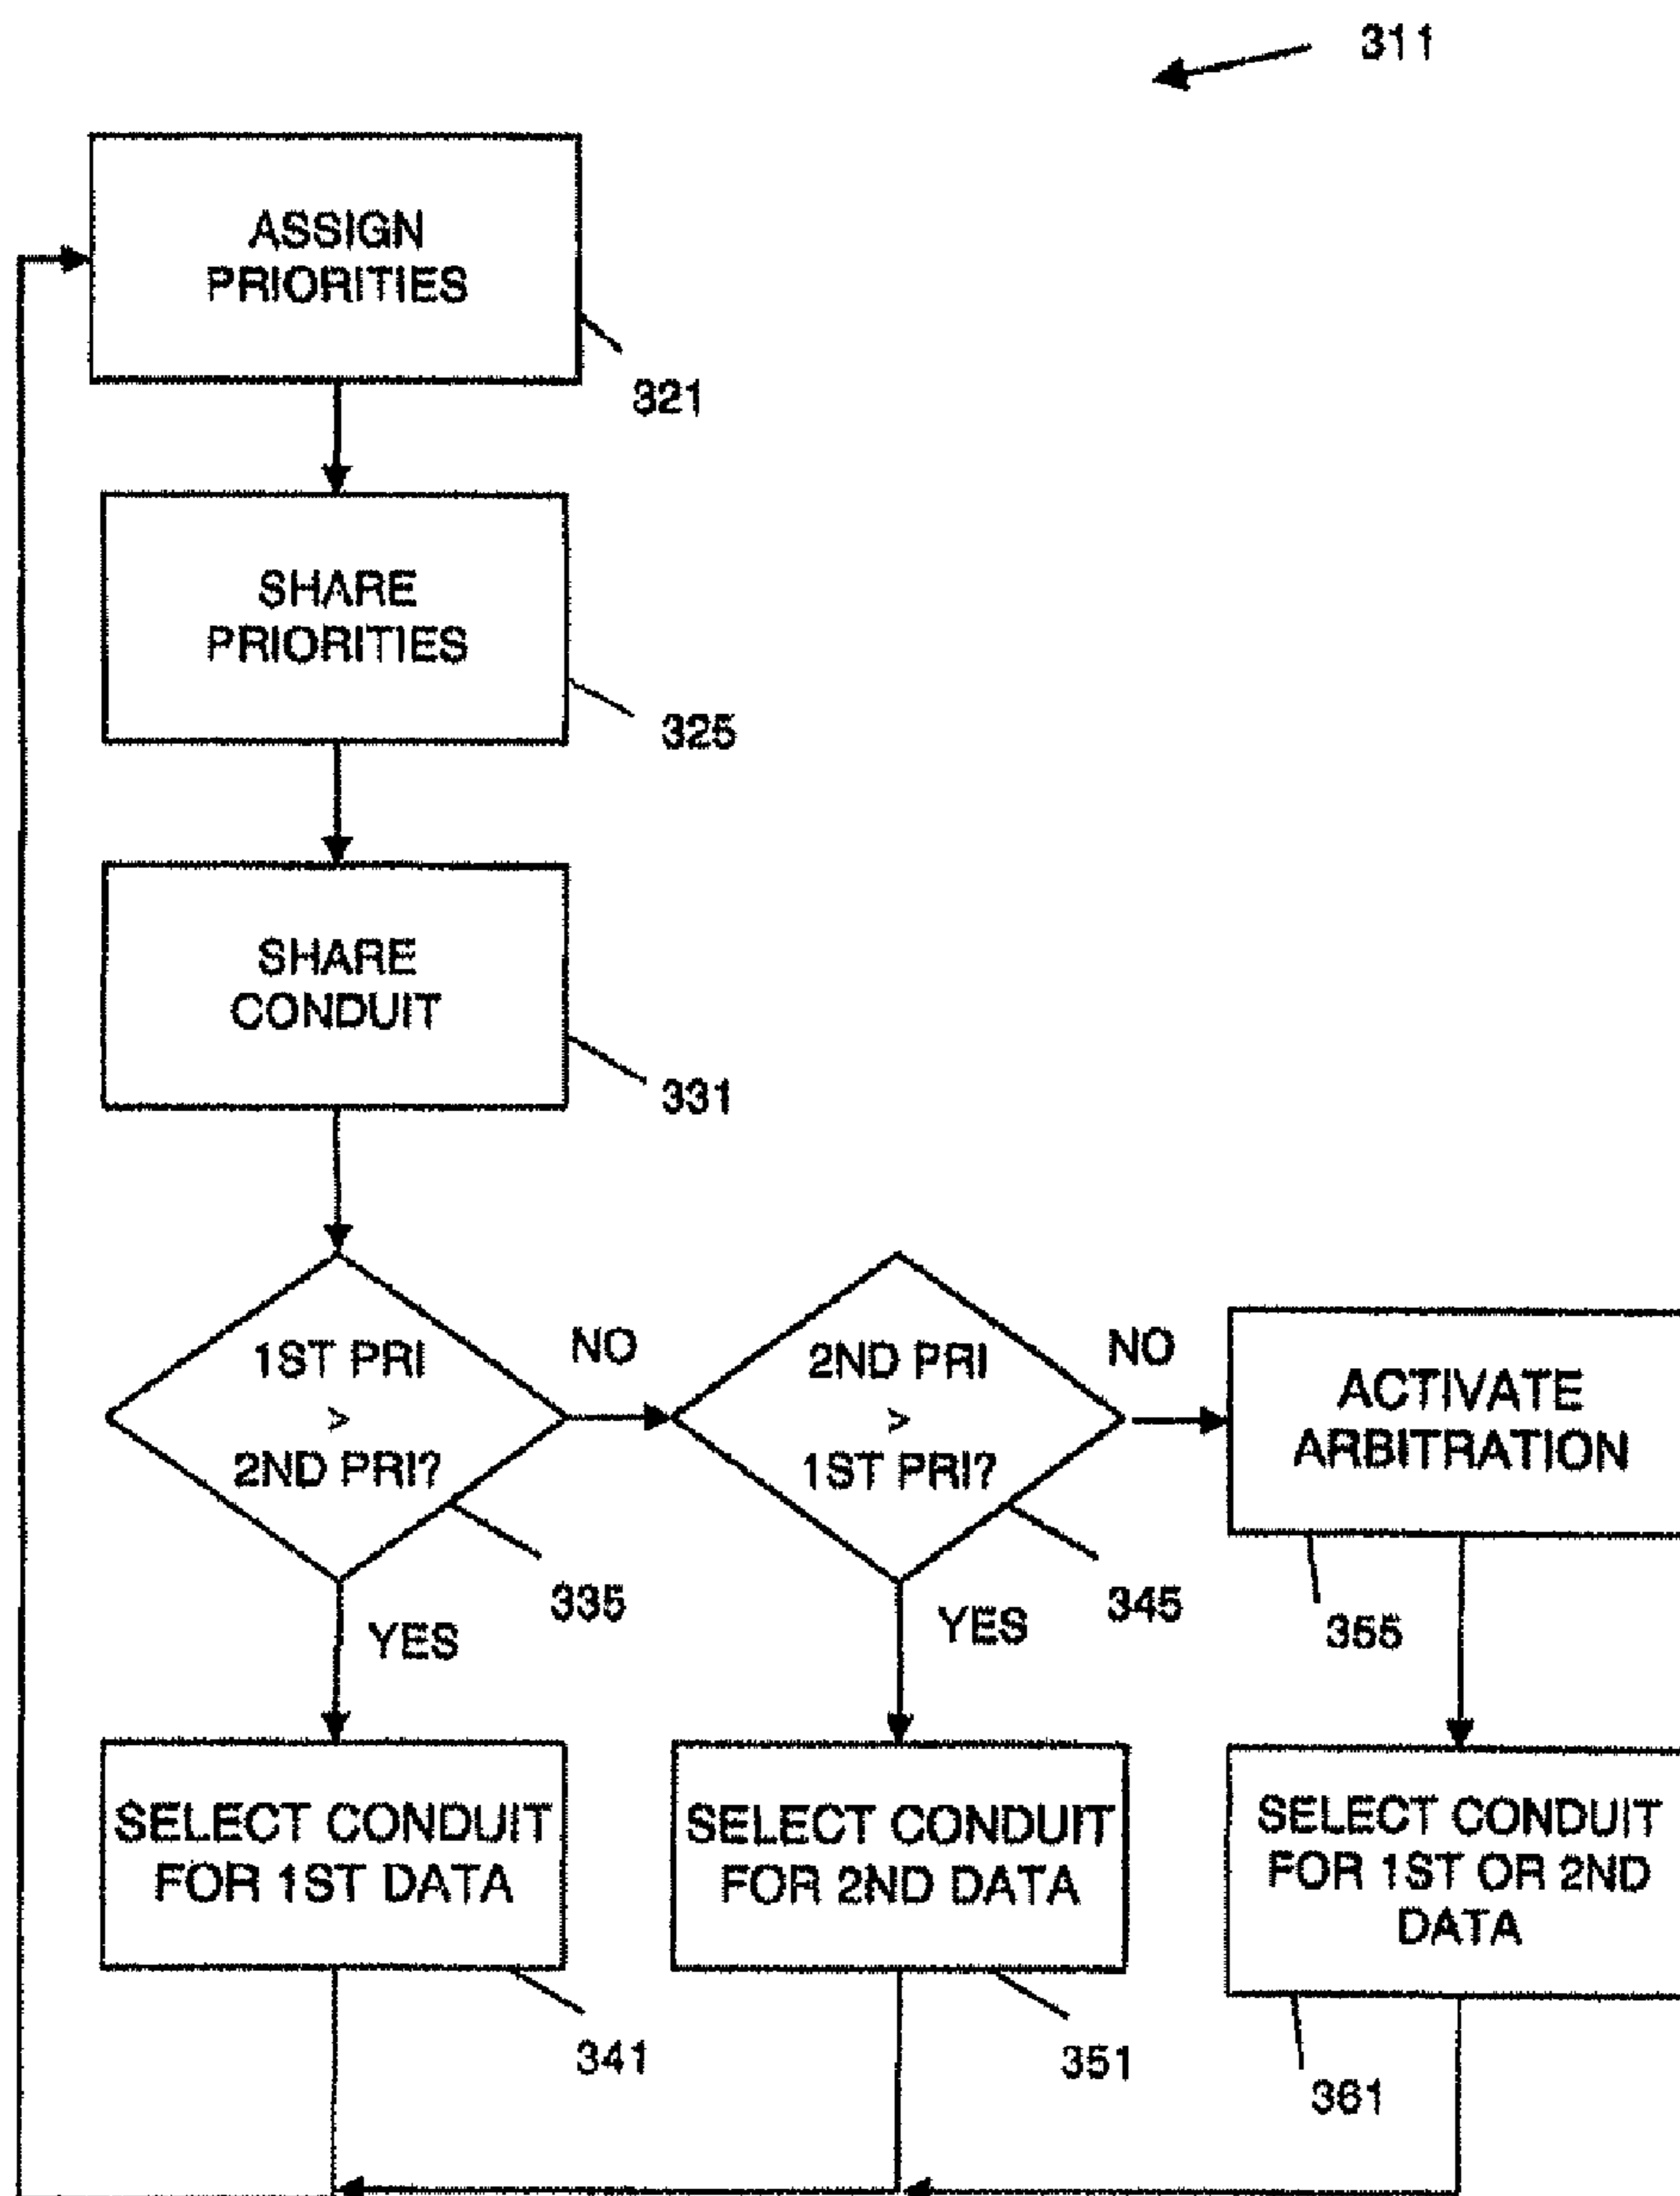 311
ASSIGN
PRIORITIES
321
SHARE
PRIORITIES
325
SHARE
CONDUIT
331
1ST PRI
>
2ND PRI?
335
NO
YES
2ND PRI
>
1ST PRI?
345
NO
YES
ACTIVATE
ARBITRATION
355
SELECT CONDUIT
FOR 1ST DATA
341
SELECT CONDUIT
FOR 2ND DATA
351
SELECT CONDUIT
FOR 1ST OR 2ND
DATA
361